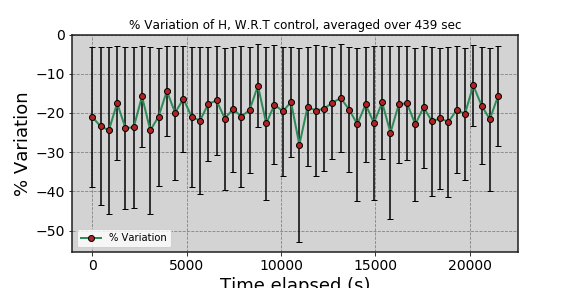 % Variation of H, W.R.T control, averaged over 439 sec
% Variation
0
−10
−20
−30
−40
−50
% Variation
0 5000 10000 15000 20000
Time elapsed (s)